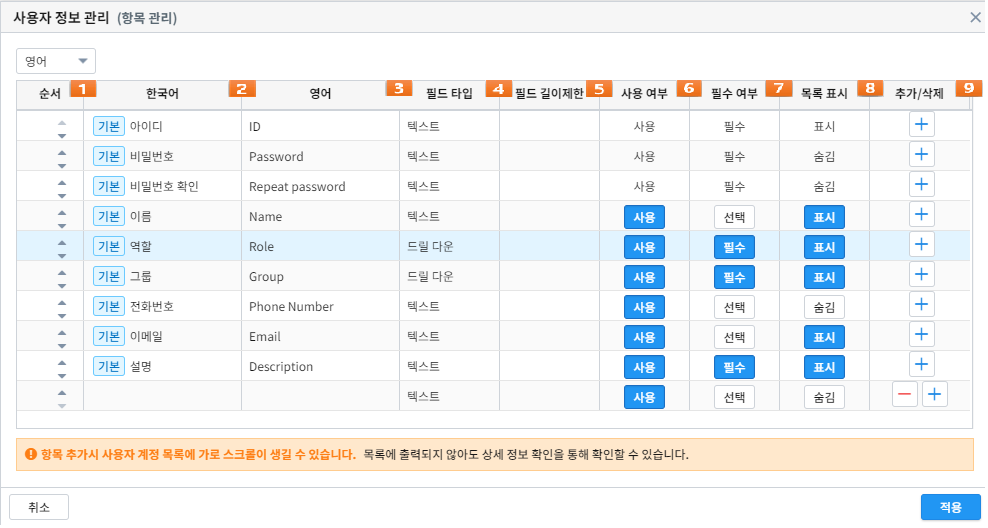 사용자 정보 관리 (항목 관리)
영어
순서 1 한국어 2 영어 3 필드 타입 4 필드 길이제한 5 사용 여부 6 필수 여부 7 목록 표시 8 추가/삭제 9
기본 아이디 ID 텍스트 사용 필수 표시
기본 비밀번호 Password 텍스트 사용 필수 숨김
기본 비밀번호 확인 Repeat password 텍스트 사용 필수 숨김
기본 이름 Name 텍스트 사용 선택 표시
기본 역할 Role 드릴 다운 사용 필수 표시
기본 그룹 Group 드릴 다운 사용 필수 표시
기본 전화번호 Phone Number 텍스트 사용 선택 숨김
기본 이메일 Email 텍스트 사용 선택 표시
기본 설명 Description 텍스트 사용 필수 표시
텍스트 사용 선택 숨김
항목 추가시 사용자 계정 목록에 가로 스크롤이 생길 수 있습니다. 목록에 출력되지 않아도 상세 정보 확인을 통해 확인할 수 있습니다.
취소 적용